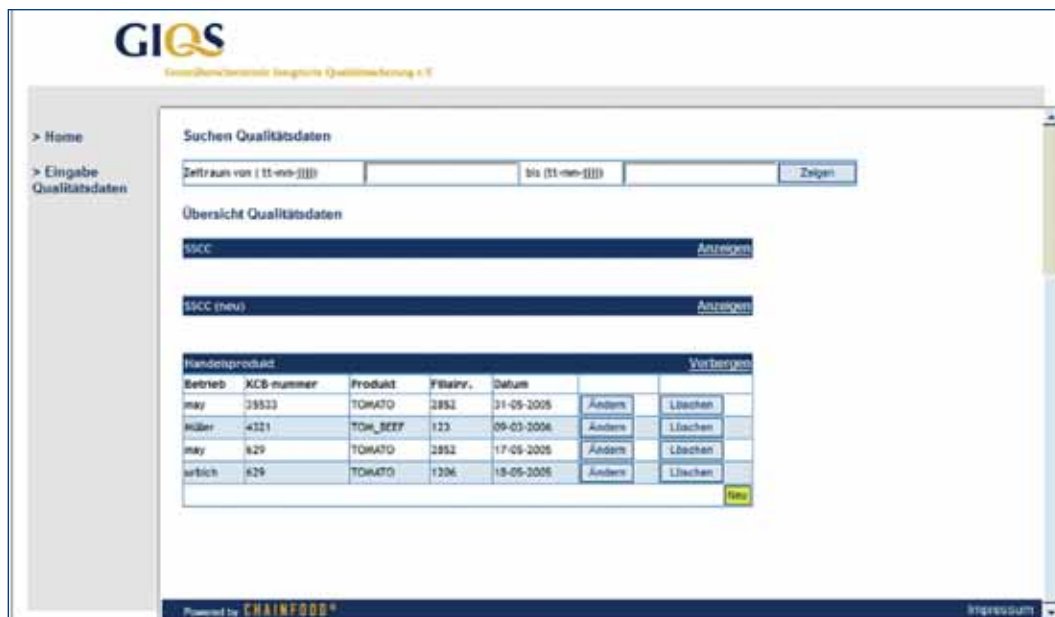 GIQS
Grenzüberschreitende Integrierte Qualitätssicherung e.V.
> Home
> Eingabe
Qualitätsdaten
Suchen Qualitätsdaten
Zeitraum von ( tt-mm-jjjj) bis (tt-mm-jjjj) Zeigen
Übersicht Qualitätsdaten
SSCC Anzeigen
SSCC (neu) Anzeigen
Handelsprodukt Verbergen
Betrieb KCB-nummer Produkt Filialnr. Datum
may 35533 TOMATO 2852 31-05-2005 Ändern Löschen
Müller 4321 TOM_BEEF 123 09-03-2006 Ändern Löschen
may 629 TOMATO 2852 17-05-2005 Ändern Löschen
urbich 629 TOMATO 1206 18-05-2005 Ändern Löschen
Neu
Powered by CHAINFOOD
Impressum